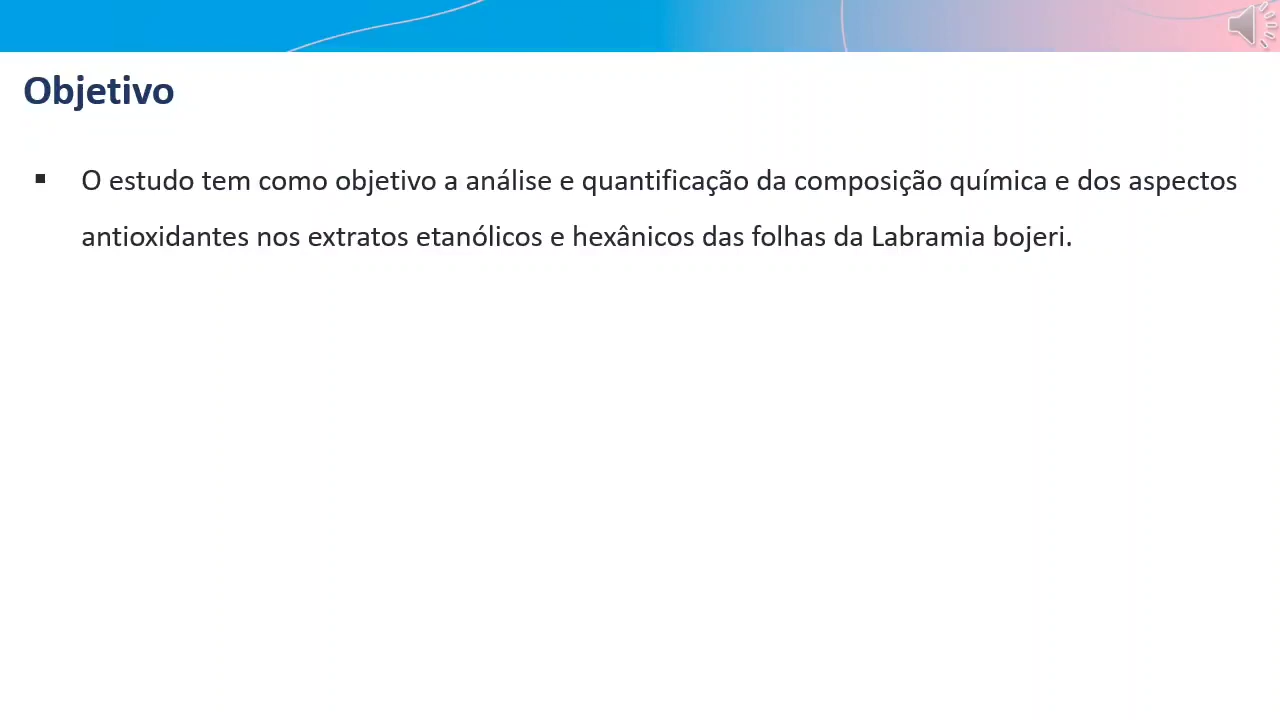 Objetivo
▪ O estudo tem como objetivo a análise e quantificação da composição química e dos aspectos
antioxidantes nos extratos etanólicos e hexânicos das folhas da Labramia bojeri.